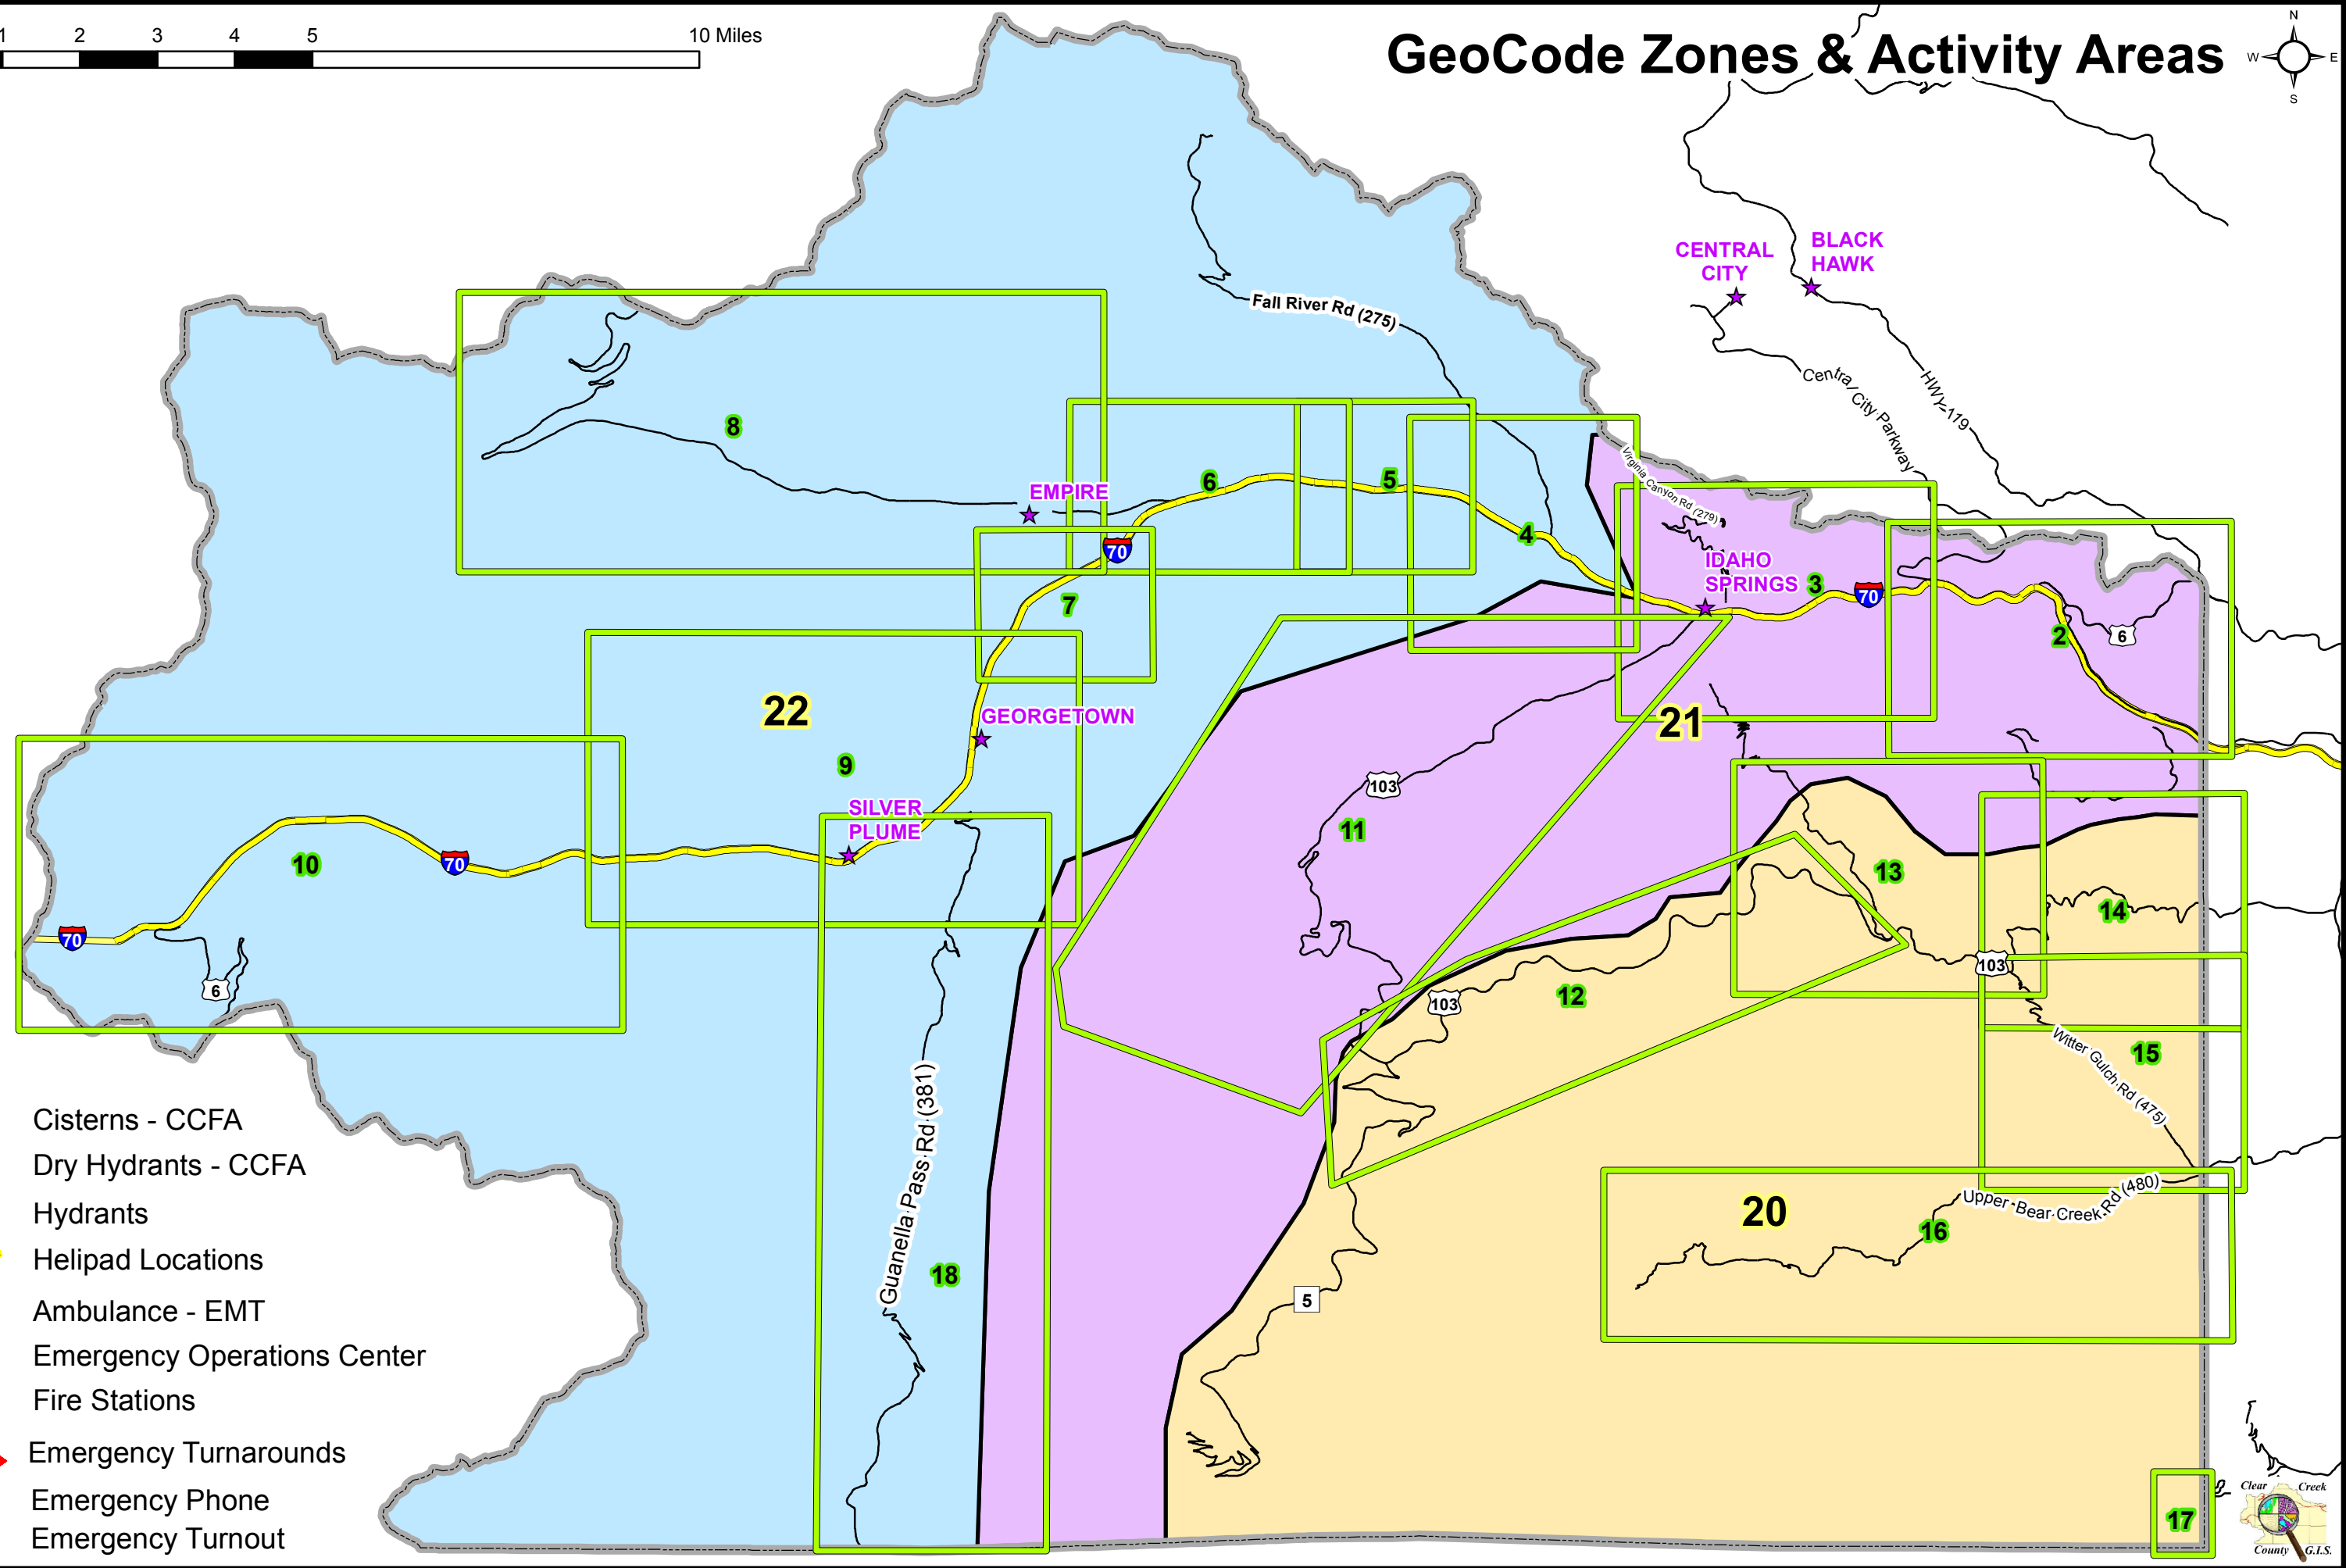 1 2 3 4 5 10 Miles
GeoCode Zones & Activity Areas
N
W E
S
CENTRAL
CITY
BLACK
HAWK
Fall River Rd (275)
Central City Parkway
HWY 119
8
6
5
EMPIRE
4
Virginia Canyon Rd (279)
70
IDAHO
SPRINGS
3
70
7
2
6
22
GEORGETOWN
21
9
103
SILVER
PLUME
11
10
70
13
14
70
103
6
12
103
15
Witter Gulch Rd (475)
Guanella Pass Rd (381)
20
Upper Bear Creek Rd (480)
16
18
5
17
Cisterns - CCFA
Dry Hydrants - CCFA
Hydrants
Helipad Locations
Ambulance - EMT
Emergency Operations Center
Fire Stations
Emergency Turnarounds
Emergency Phone
Emergency Turnout
Clear Creek
County G.I.S.